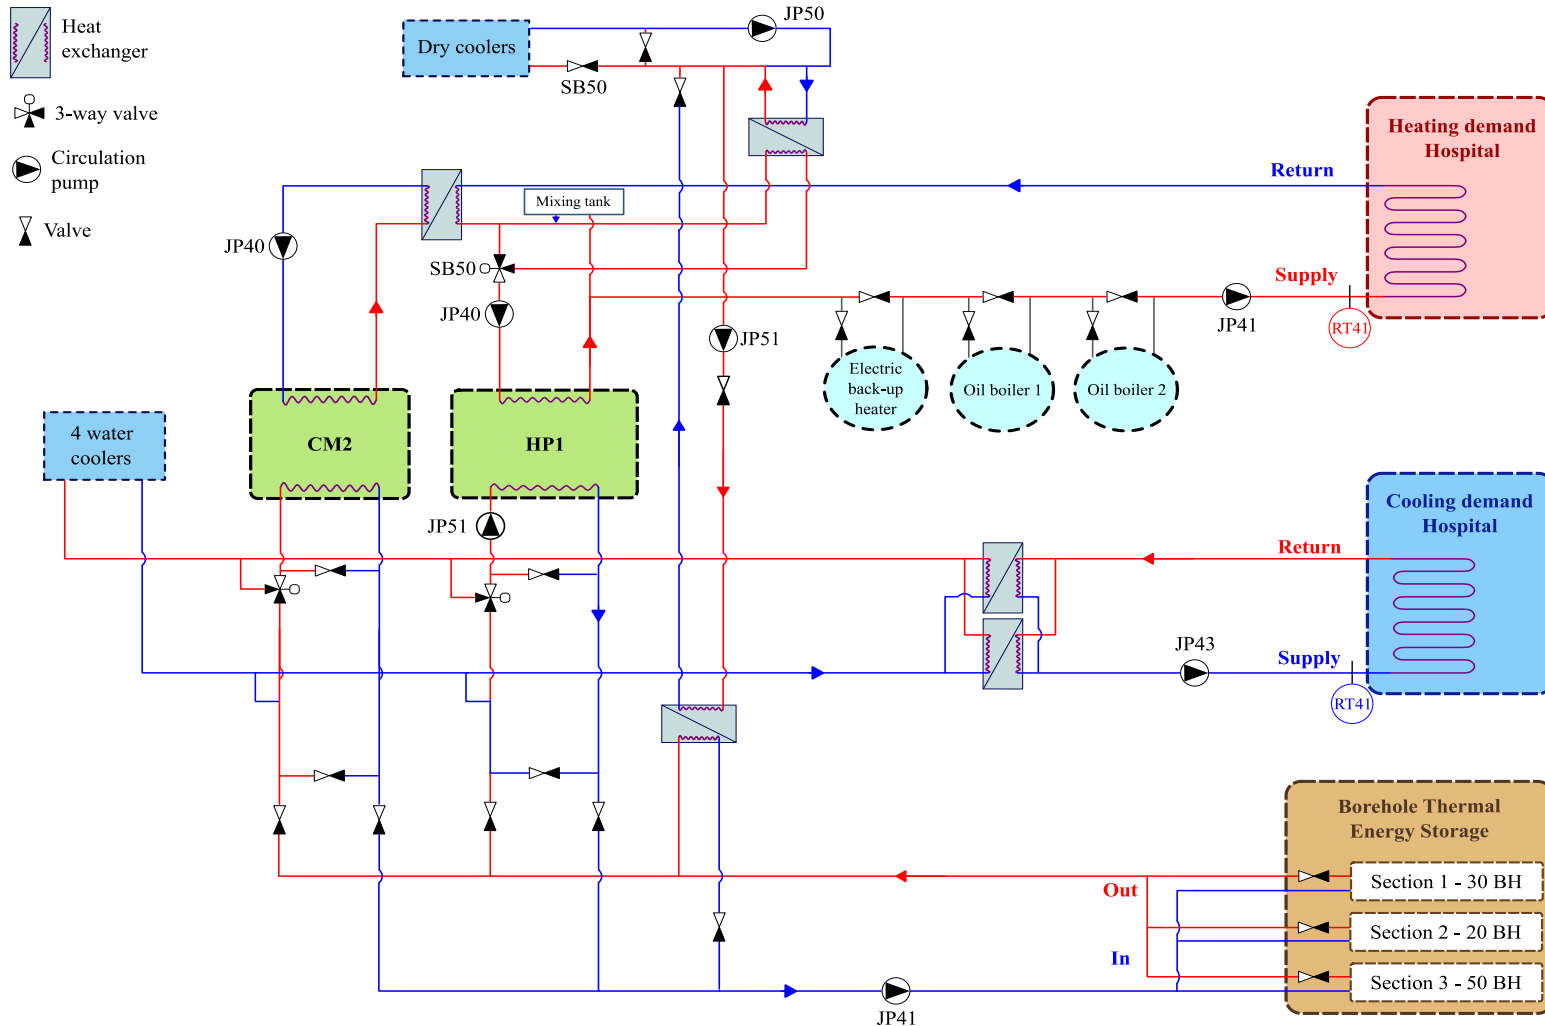 Heat
exchanger
3-way valve
Circulation
pump
Valve
Dry coolers
JP50
SB50
Heating demand
Hospital
Return
Mixing tank
JP40
SB50
Supply
JP40
JP41
RT41
JP51
Electric
back-up
heater
Oil boiler 1
Oil boiler 2
4 water
coolers
CM2
HP1
JP51
Cooling demand
Hospital
Return
JP43
Supply
RT41
Borehole Thermal
Energy Storage
Out
Section 1 - 30 BH
Section 2 - 20 BH
In
Section 3 - 50 BH
JP41